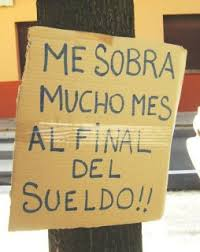 ME SOBRA
MUCHO MES
AL FINAL
DEL
SUELDO!!